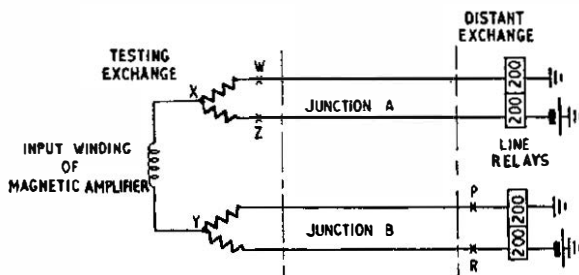 DISTANT
EXCHANGE
TESTING
EXCHANGE
W
X
200
JUNCTION A
200
Z
LINE
RELAYS
INPUT WINDING
OF
MAGNETIC AMPLIFIER
P
Y
200
JUNCTION B
200
R